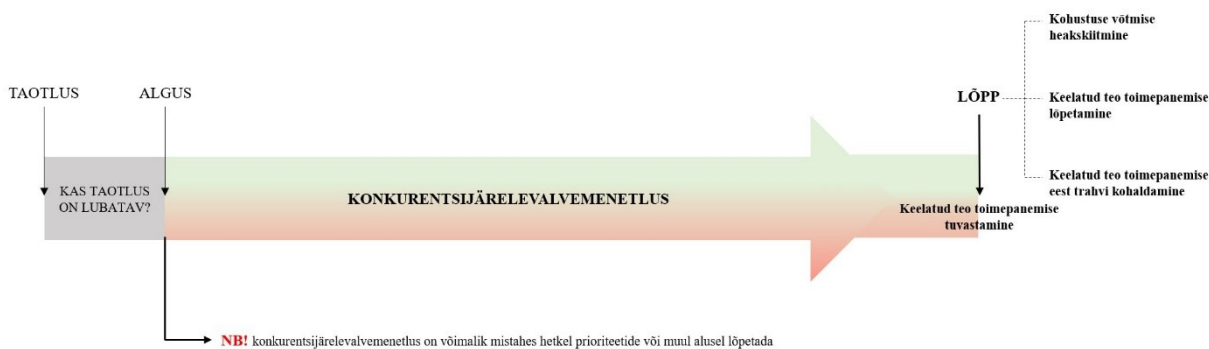 Kohustuse võtmise
heakskiitmine
TAOTLUS
ALGUS
LÕPP
Keelatud teo toimepanemise
lõpetamine
KAS TAOTLUS
ON LUBATAV?
KONKURENTSIJÄRELEVALVEMENETLUS
Keelatud teo toimepanemise
eest trahvi kohaldamine
Keelatud teo toimepanemise
tuvastamine
NB! konkurentsijärelevalvemenetlus on võimalik mistahes hetkel prioriteetide või muul alusel lõpetada